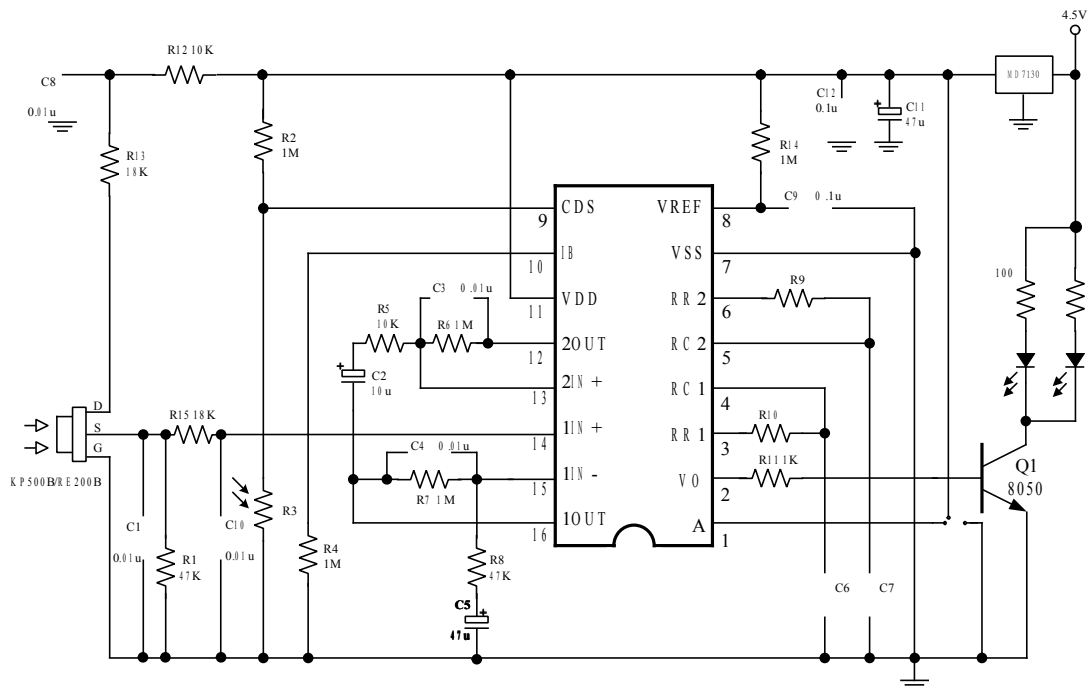 4.5V
R12 10K
C8
0.01u
MD7130
C12
0.1u
C11
47u
R2
1M
R14
1M
R13
18K
CDS
VREF
C9 0.1u
9
8
IB
VSS
10
7
100
C3 0.01u
VDD
RR2
R9
11
6
R5
10K
R6 1M
2OUT
RC2
12
5
C2
10u
2IN+
RC1
13
4
D
S
G
R15 18K
1IN+
RR1
R10
14
3
C4 0.01u
R11 1K
1IN-
VO
15
2
R7 1M
Q1
8050
KP500B/RE200B
R3
1OUT
A
16
1
C1
C10
0.01u
R1
47K
0.01u
R4
1M
R8
47K
C6
C7
C5
47u